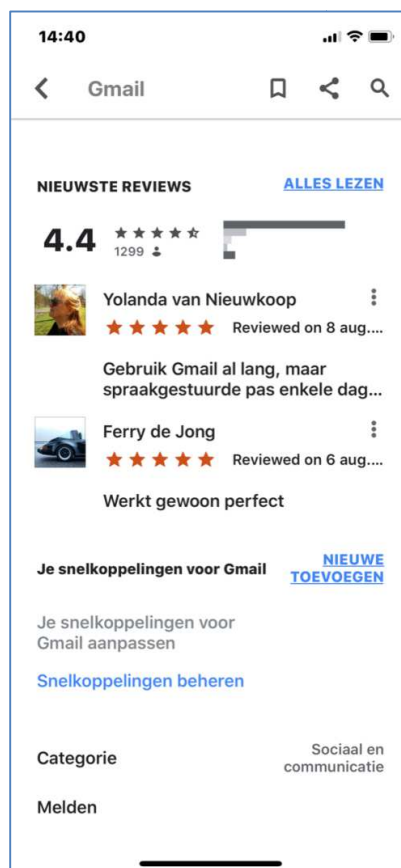 14:40
Gmail
NIEUWSTE REVIEWS
ALLES LEZEN
4.4
1299
Yolanda van Nieuwkoop
Reviewed on 8 aug....
Gebruik Gmail al lang, maar
spraakgestuurde pas enkele dag...
Ferry de Jong
Reviewed on 6 aug....
Werkt gewoon perfect
Je snelkoppelingen voor Gmail
NIEUWE
TOEVOEGEN
Je snelkoppelingen voor
Gmail aanpassen
Snelkoppelingen beheren
Categorie
Sociaal en
communicatie
Melden